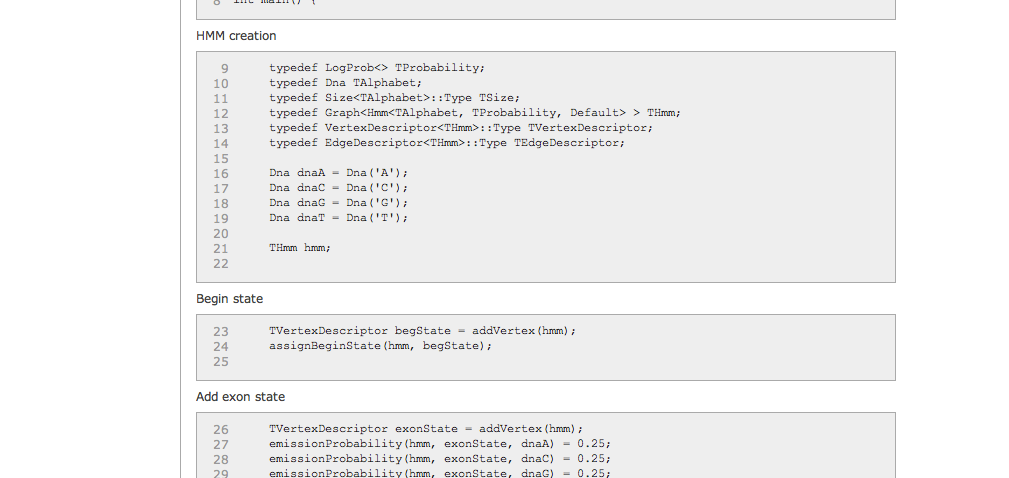 8 int main() {
HMM creation
9 typedef LogProb<> TProbability;
10 typedef Dna TAlphabet;
11 typedef Size<TAlphabet>::Type TSize;
12 typedef Graph<Hmm<TAlphabet, TProbability, Default> > THmm;
13 typedef VertexDescriptor<THmm>::Type TVertexDescriptor;
14 typedef EdgeDescriptor<THmm>::Type TEdgeDescriptor;
15
16 Dna dnaA = Dna('A');
17 Dna dnaC = Dna('C');
18 Dna dnaG = Dna('G');
19 Dna dnaT = Dna('T');
20
21 THmm hmm;
22
Begin state
23 TVertexDescriptor begState = addVertex(hmm);
24 assignBeginState(hmm, begState);
25
Add exon state
26 TVertexDescriptor exonState = addVertex(hmm);
27 emissionProbability(hmm, exonState, dnaA) = 0.25;
28 emissionProbability(hmm, exonState, dnaC) = 0.25;
29 emissionProbability(hmm, exonState, dnaG) = 0.25;